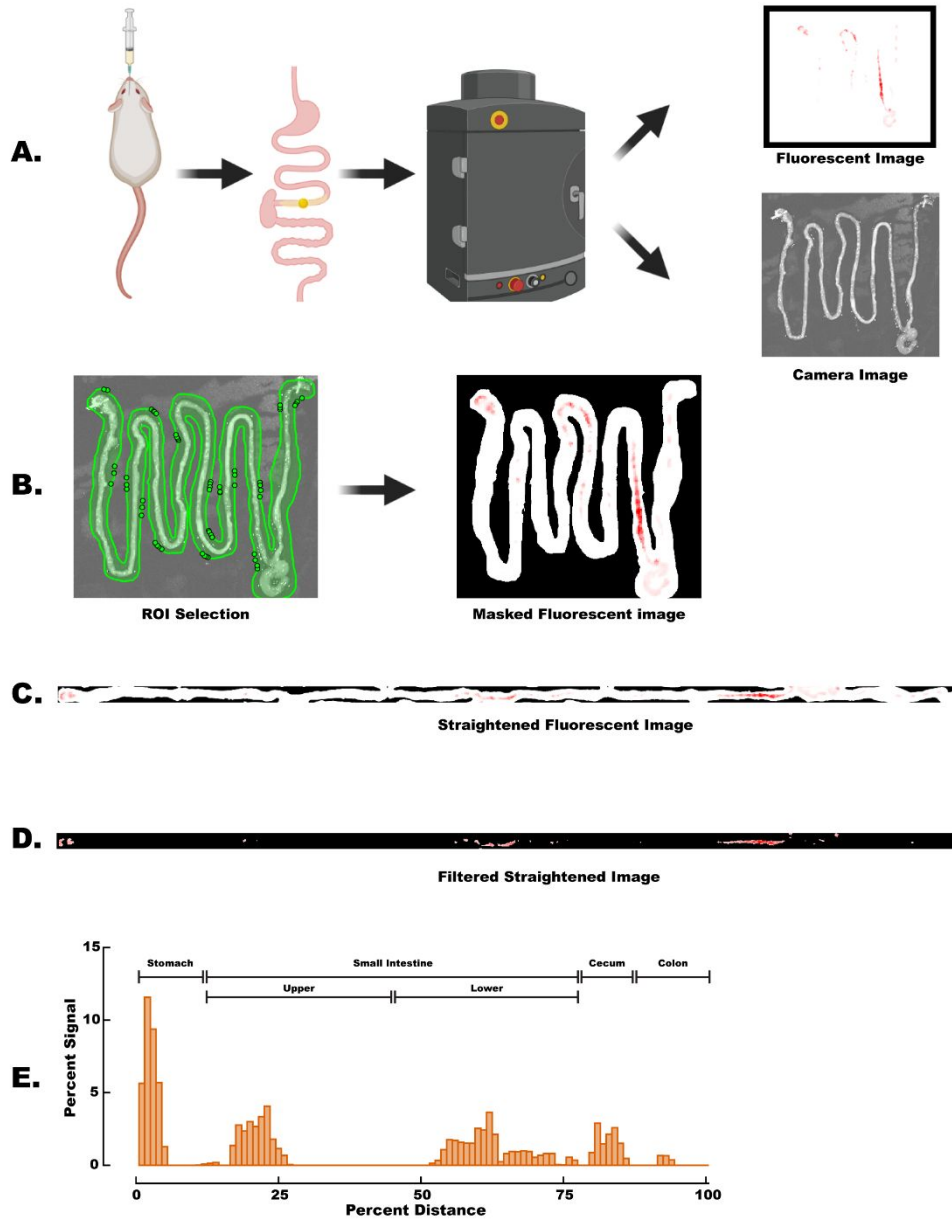 A.
Fluorescent Image
Camera Image
B.
ROI Selection
Masked Fluorescent image
C.
Straightened Fluorescent Image
D.
Filtered Straightened Image
E.
Percent Signal
15
10
5
0
Stomach
Small Intestine
Cecum
Colon
Upper
Lower
0
25
50
75
100
Percent Distance